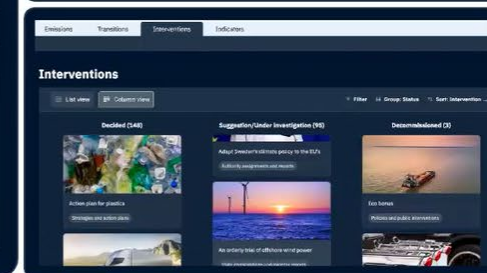 Emissions Transitions Interventions Indicators
Interventions
List view Column view Filter Group: Status Sort: Intervention ...
Decided (148) Suggestion/Under investigation (95) Decommissioned (3)
Adapt Sweden's climate policy to the EU's
Authority assignments and reports
Action plan for plastics
Strategies and action plans
Eco bonus
Policies and public interventions
An orderly trial of offshore wind power